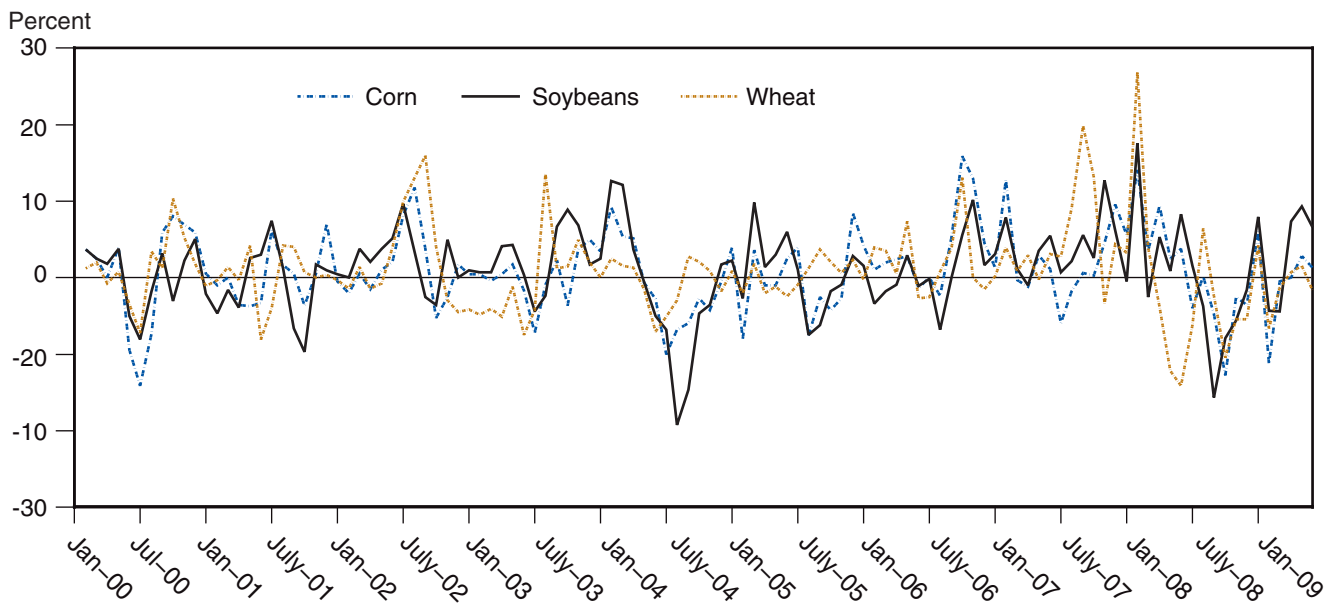 Percent
30
20
10
0
-20
-10
-30
Corn Soybeans Wheat
Jan–00 Jul–00 Jan–01 July–01 Jan–02 July–02 Jan–03 July–03 Jan–04 July–04 Jan–05 July–05 Jan–06 July–06 Jan–07 July–07 Jan–08 July–08 Jan–09